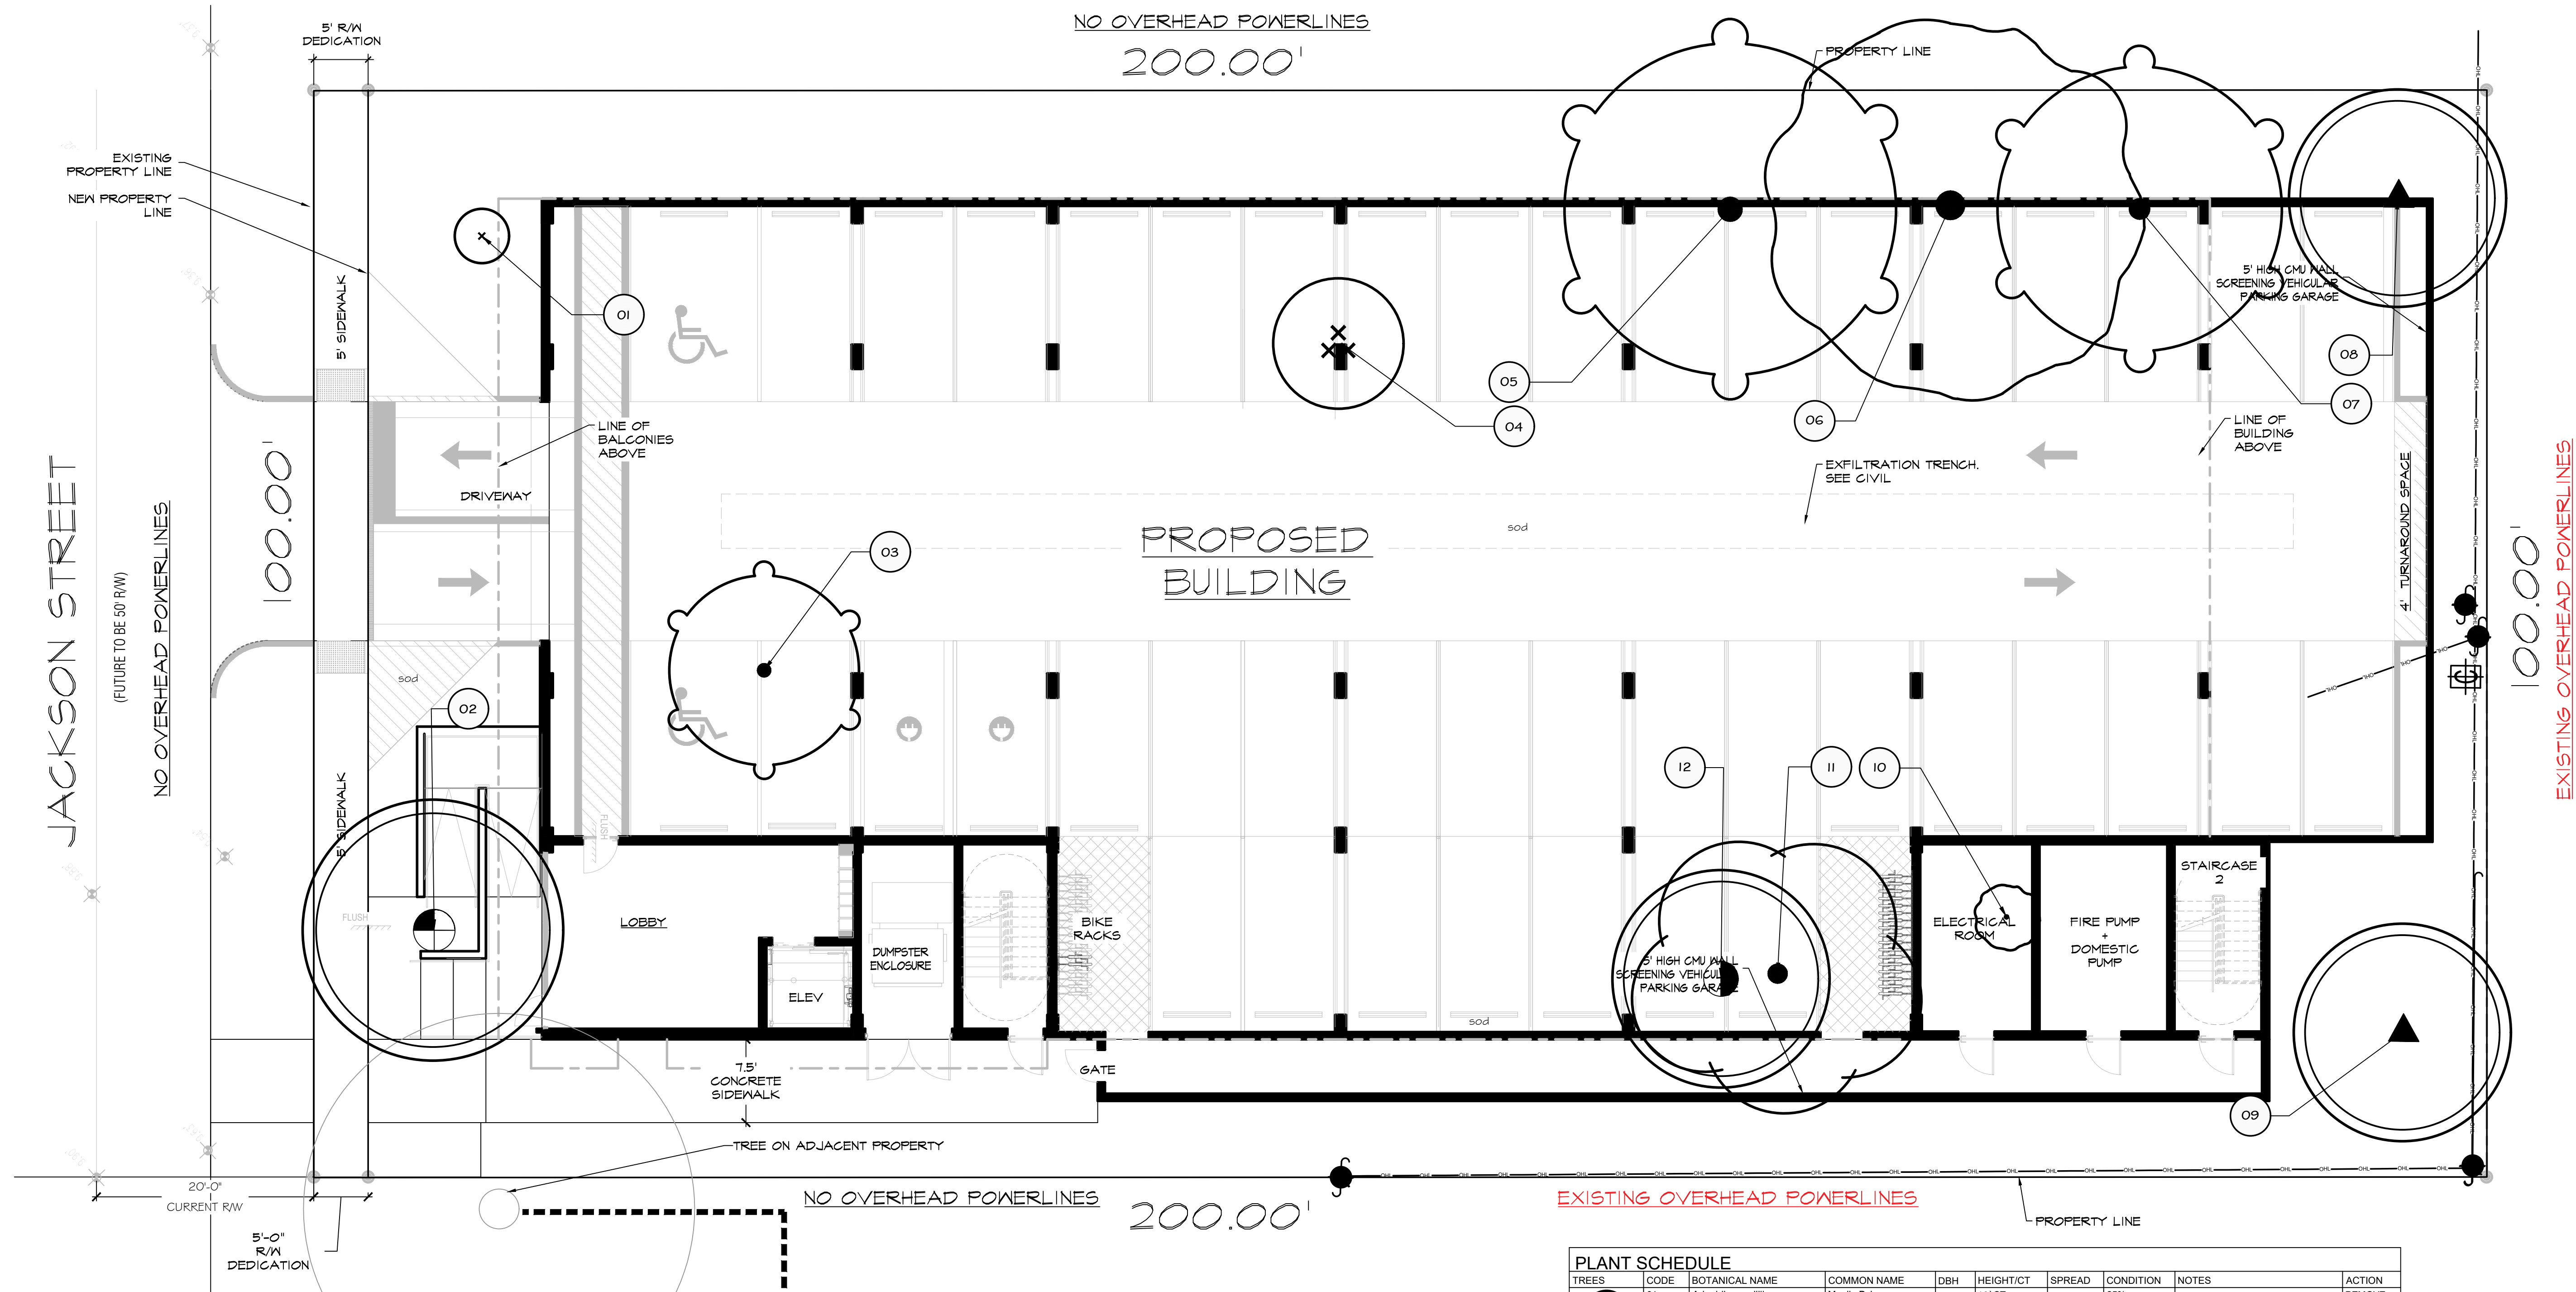 NO OVERHEAD POWERLINES
200.00'
5' R/W
DEDICATION
PROPERTY LINE
EXISTING
PROPERTY LINE
NEW PROPERTY
LINE
5' SIDEWALK
01
04
05
06
07
08
5' HIGH CMU WALL
SCREENING VEHICULAR
PARKING GARAGE
LINE OF
BALCONIES
ABOVE
LINE OF
BUILDING
ABOVE
EXFILTRATION TRENCH.
SEE CIVIL
DRIVEWAY
JACKSON STREET
(FUTURE TO BE 50' R/W)
NO OVERHEAD POWERLINES
100.00'
PROPOSED
BUILDING
sod
4' TURNAROUND SPACE
100.00'
EXISTING OVERHEAD POWERLINES
03
sod
02
5' SIDEWALK
FLUSH
FLUSH
E
E
12
11
10
LOBBY
ELEV
DUMPSTER
ENCLOSURE
BIKE
RACKS
5' HIGH CMU WALL
SCREENING VEHICULAR
PARKING GARAGE
sod
ELECTRICAL
ROOM
FIRE PUMP
+
DOMESTIC
PUMP
STAIRCASE
2
GATE
7.5'
CONCRETE
SIDEWALK
09
TREE ON ADJACENT PROPERTY
OHL
20'-0"
CURRENT R/W
5'-0"
R/W
DEDICATION
NO OVERHEAD POWERLINES
200.00'
EXISTING OVERHEAD POWERLINES
PROPERTY LINE
PLANT SCHEDULE
TREES CODE BOTANICAL NAME COMMON NAME DBH HEIGHT/CT SPREAD CONDITION NOTES ACTION